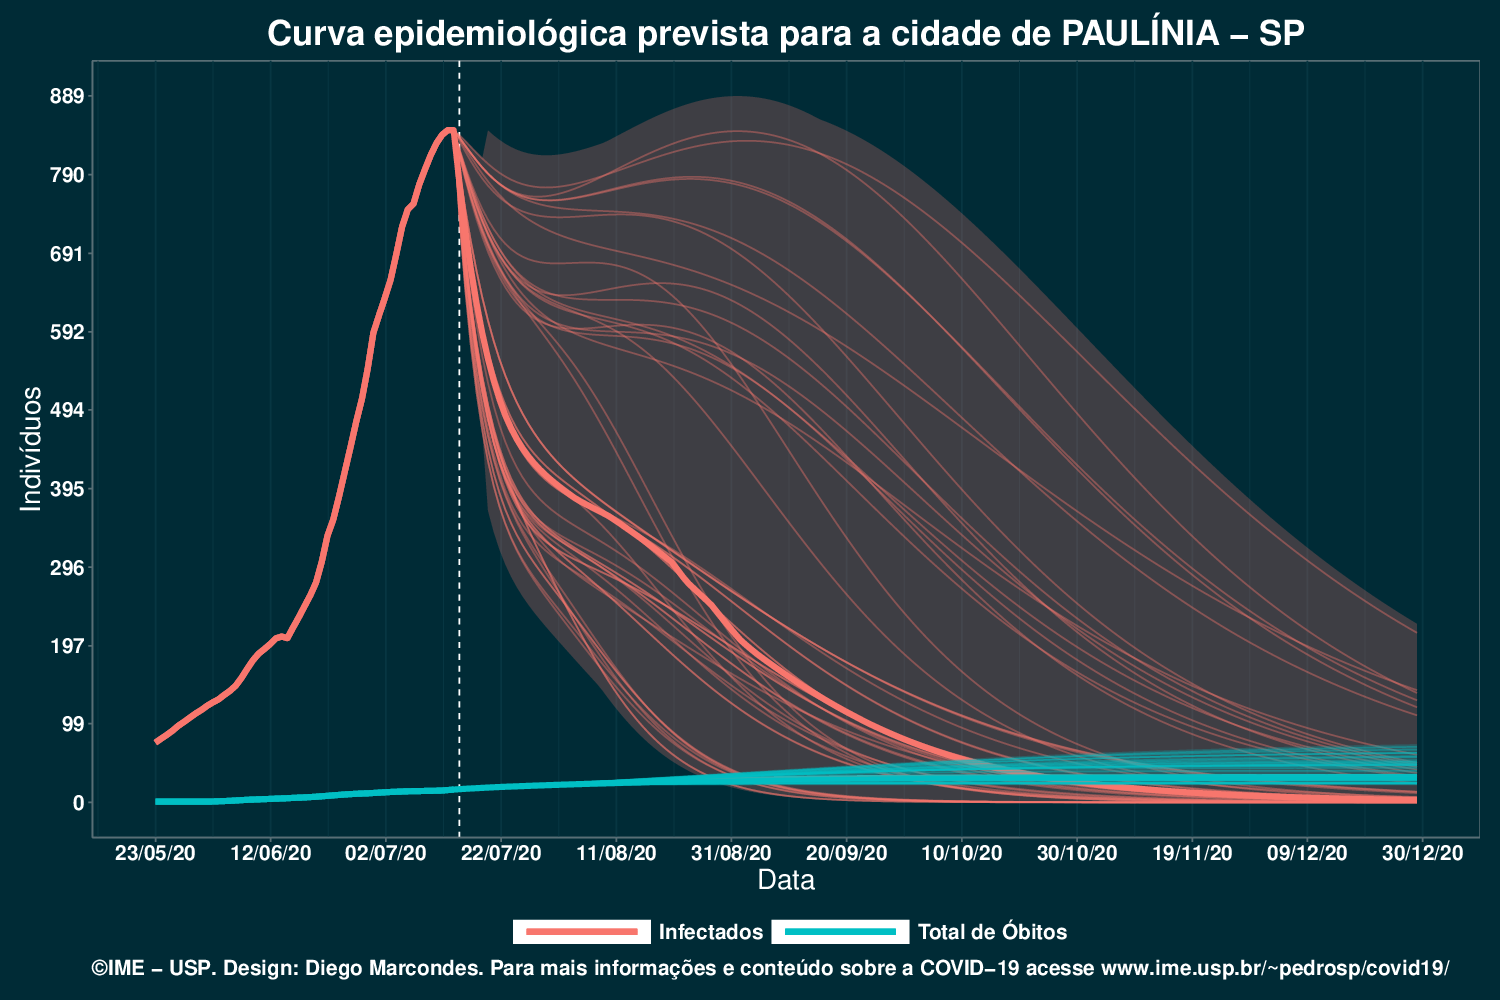 Curva epidemiológica prevista para a cidade de PAULÍNIA – SP
Indivíduos
889
790
691
592
494
395
296
197
99
0
23/05/20 12/06/20 02/07/20 22/07/20 11/08/20 31/08/20 20/09/20 10/10/20 30/10/20 19/11/20 09/12/20 30/12/20
Data
Infectados Total de Óbitos
©IME – USP. Design: Diego Marcondes. Para mais informações e conteúdo sobre a COVID–19 acesse www.ime.usp.br/~pedrosp/covid19/